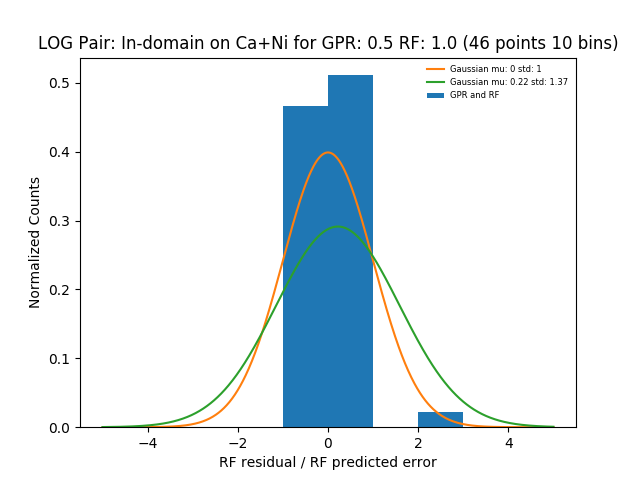 LOG Pair: In-domain on Ca+Ni for GPR: 0.5 RF: 1.0 (46 points 10 bins)
Gaussian mu: 0 std: 1
Gaussian mu: 0.22 std: 1.37
GPR and RF
Normalized Counts
0.5
0.4
0.3
0.2
0.1
0.0
−4
−2
0
2
4
RF residual / RF predicted error